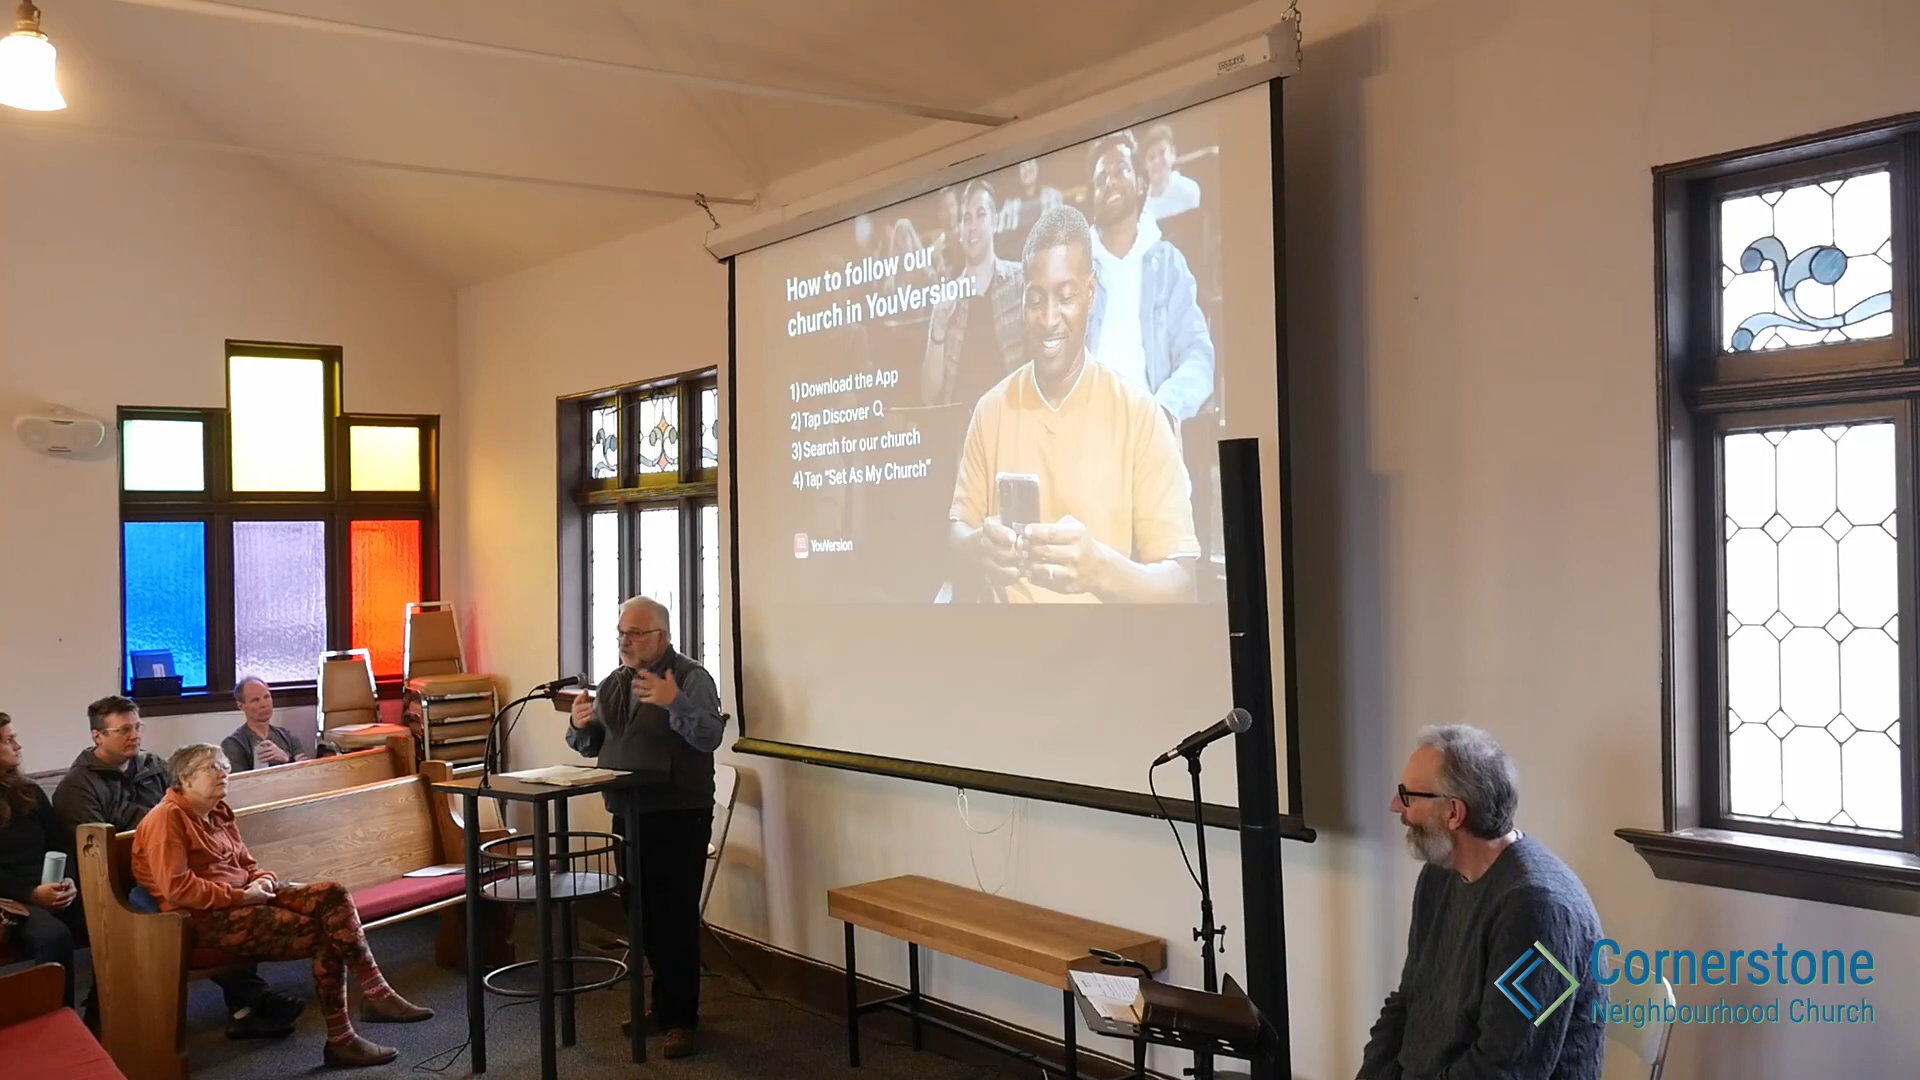 How to follow our
church in YouVersion:
1) Download the App
2) Tap Discover
3) Search for our church
4) Tap “Set As My Church”
YouVersion
Cornerstone
Neighbourhood Church